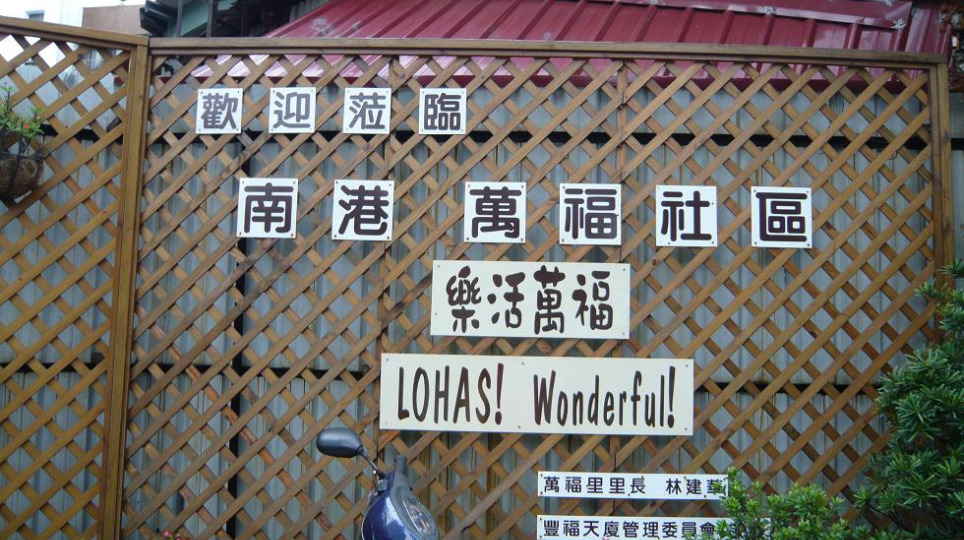 歡迎蒞臨
南港 萬福社區
樂活萬福
LOHAS! Wonderful!
萬福里里長 林建華
豐福天廈管理委員會